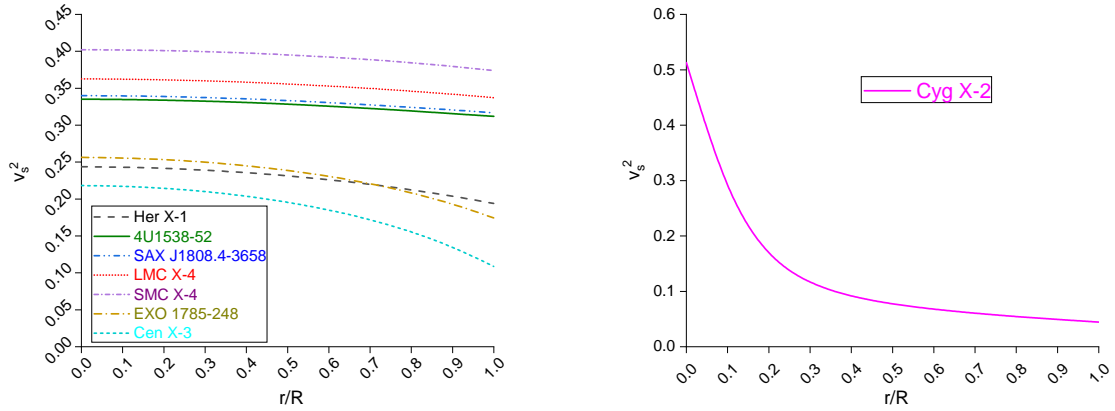 0.45
0.40
0.35
0.30
0.25
0.20
0.15
0.10
0.05
0.00
v_s^2
Her X-1
4U1538-52
SAX J1808.4-3658
LMC X-4
SMC X-4
EXO 1785-248
Cen X-3
0.0 0.1 0.2 0.3 0.4 0.5 0.6 0.7 0.8 0.9 1.0
r/R
0.6
0.5
0.4
0.3
0.2
0.1
0.0
v_s^2
Cyg X-2
0.0 0.1 0.2 0.3 0.4 0.5 0.6 0.7 0.8 0.9 1.0
r/R